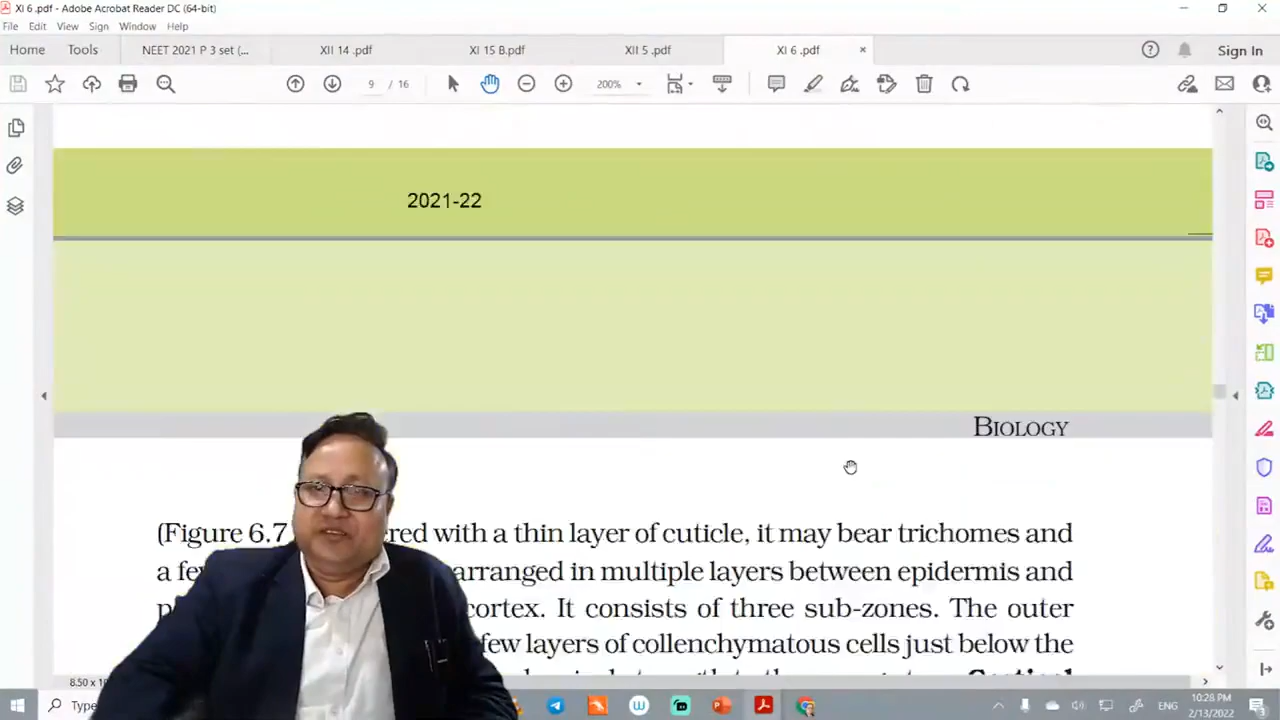 XI 6 .pdf - Adobe Acrobat Reader DC (64-bit)
File Edit View Sign Window Help
Home Tools NEET 2021 P 3 set (... XII 14 .pdf XI 15 B.pdf XII 5 .pdf XI 6 .pdf × Sign In
9 / 16 200%
2021-22
BIOLOGY
(Figure 6.7 with a thin layer of cuticle, it may bear trichomes and
a arranged in multiple layers between epidermis and
cortex. It consists of three sub-zones. The outer
few layers of collenchymatous cells just below the
8.50 x
Type
ENG
10:28 PM
2/13/2022